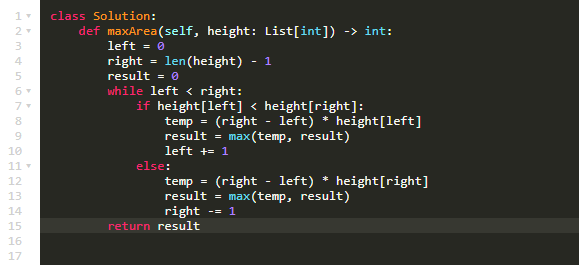 1 class Solution:
2     def maxArea(self, height: List[int]) -> int:
3         left = 0
4         right = len(height) - 1
5         result = 0
6         while left < right:
7             if height[left] < height[right]:
8                 temp = (right - left) * height[left]
9                 result = max(temp, result)
10                 left += 1
11             else:
12                 temp = (right - left) * height[right]
13                 result = max(temp, result)
14                 right -= 1
15         return result
16
17